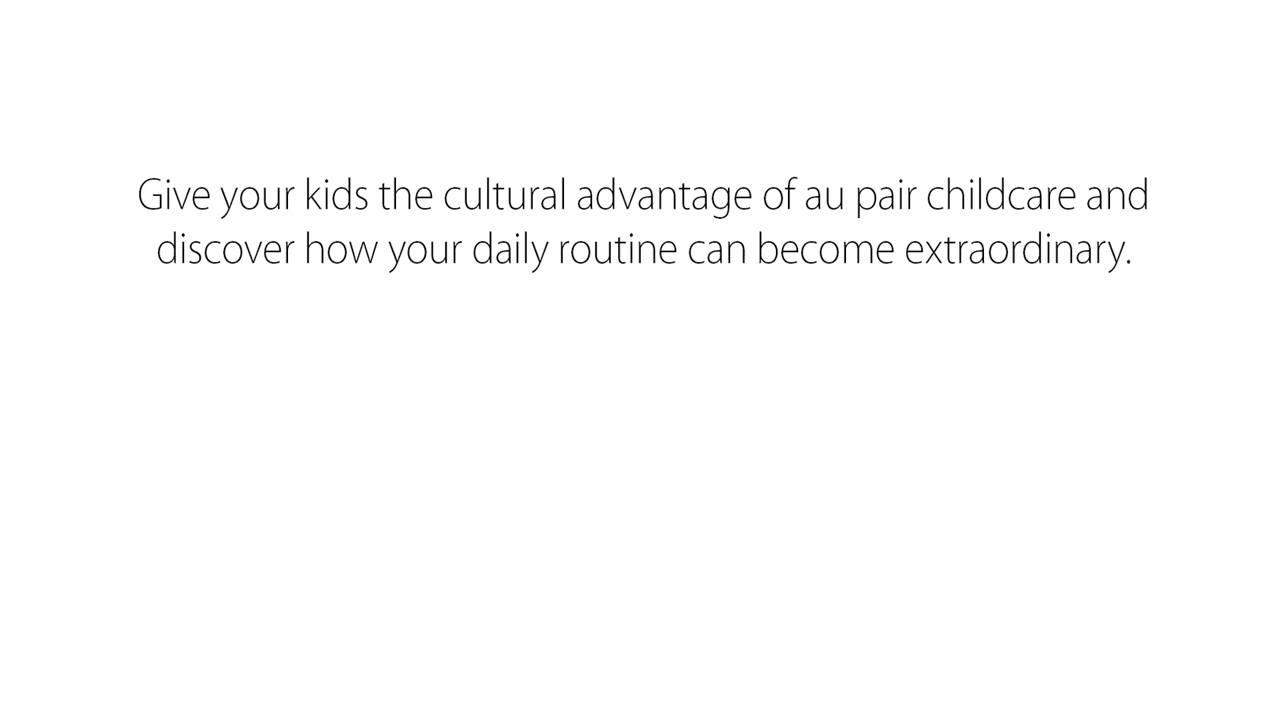 Give your kids the cultural advantage of au pair childcare and
discover how your daily routine can become extraordinary.